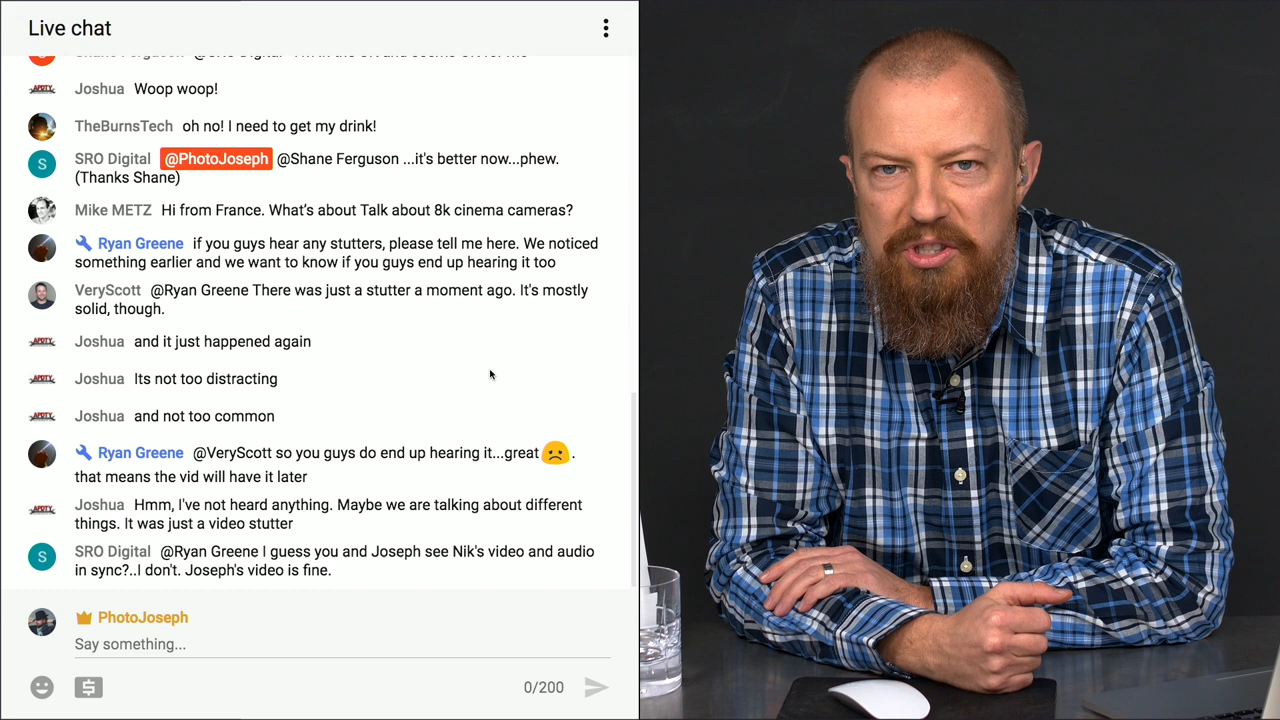 Live chat
Joshua Woop woop!
TheBurnsTech oh no! I need to get my drink!
SRO Digital @PhotoJoseph @Shane Ferguson ...it's better now...phew.
(Thanks Shane)
Mike METZ Hi from France. What's about Talk about 8k cinema cameras?
Ryan Greene if you guys hear any stutters, please tell me here. We noticed
something earlier and we want to know if you guys end up hearing it too
VeryScott @Ryan Greene There was just a stutter a moment ago. It's mostly
solid, though.
Joshua and it just happened again
Joshua Its not too distracting
Joshua and not too common
Ryan Greene @VeryScott so you guys do end up hearing it...great .
that means the vid will have it later
Joshua Hmm, I've not heard anything. Maybe we are talking about different
things. It was just a video stutter
S SRO Digital @Ryan Greene I guess you and Joseph see Nik's video and audio
in sync?..I don't. Joseph's video is fine.
PhotoJoseph
Say something...
0/200